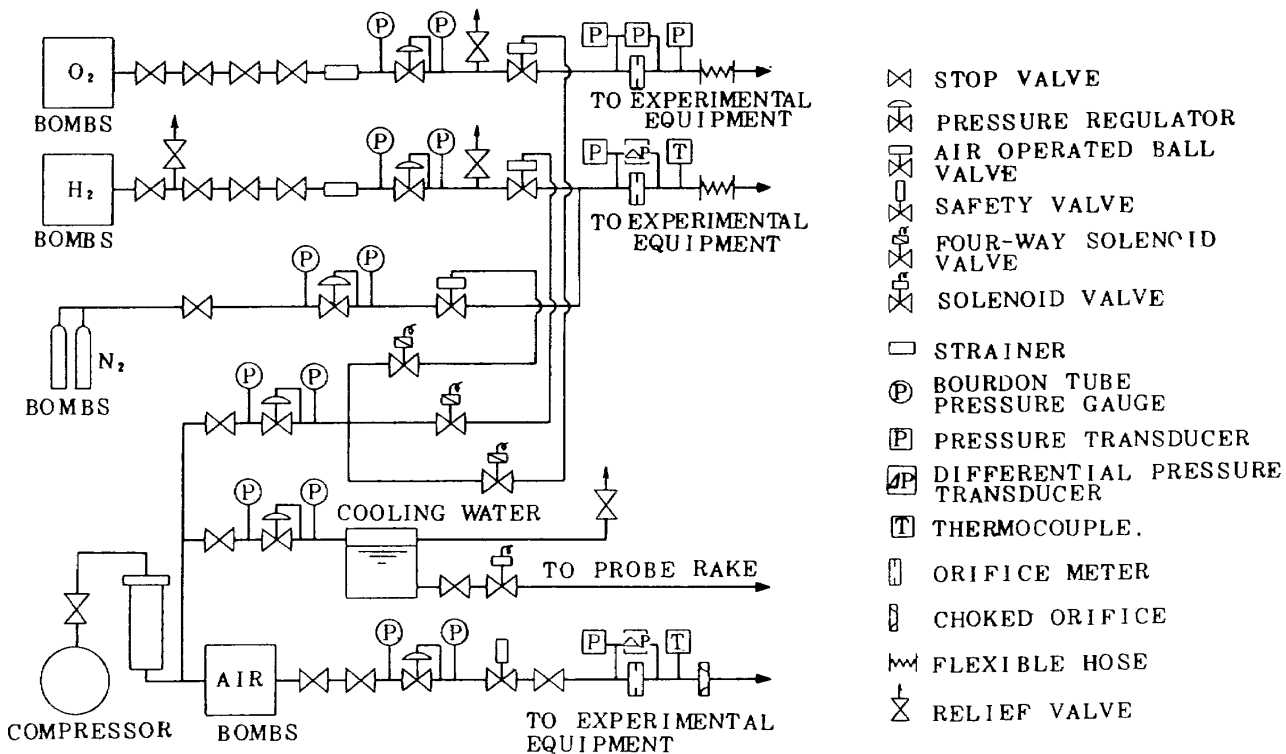 P P P P P
O₂
BOMBS
TO EXPERIMENTAL
EQUIPMENT
P P P △P T
H₂
BOMBS
TO EXPERIMENTAL
EQUIPMENT
P P
N₂
BOMBS
P P
P P
COOLING WATER
TO PROBE RAKE
P P P △P T
AIR
COMPRESSOR
BOMBS
TO EXPERIMENTAL
EQUIPMENT
STOP VALVE
PRESSURE REGULATOR
AIR OPERATED BALL
VALVE
SAFETY VALVE
FOUR-WAY SOLENOID
VALVE
SOLENOID VALVE
STRAINER
P BOURDON TUBE
PRESSURE GAUGE
P PRESSURE TRANSDUCER
△P DIFFERENTIAL PRESSURE
TRANSDUCER
T THERMOCOUPLE.
ORIFICE METER
CHOKED ORIFICE
FLEXIBLE HOSE
RELIEF VALVE